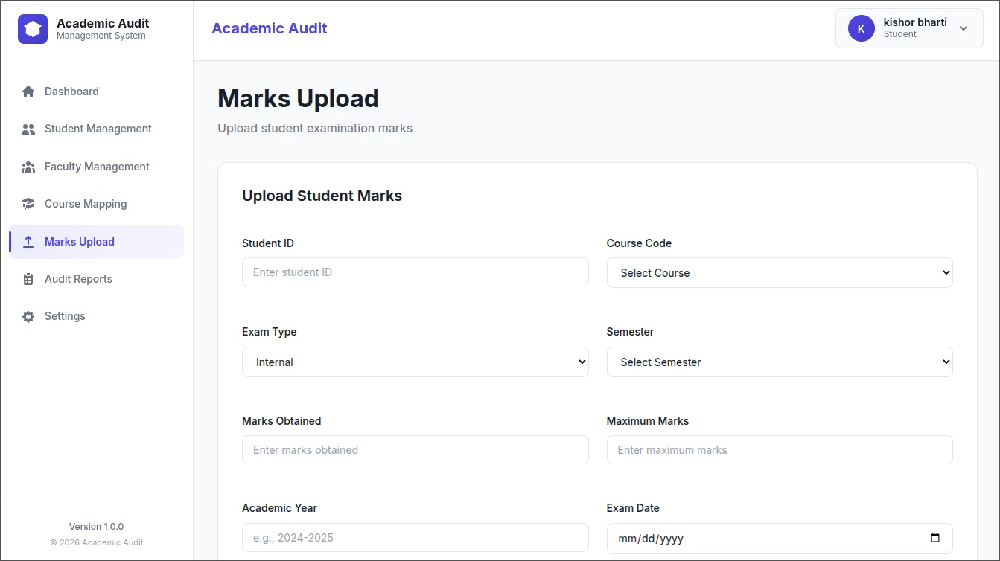 Academic Audit
Management System
Dashboard
Student Management
Faculty Management
Course Mapping
Marks Upload
Audit Reports
Settings
Version 1.0.0
© 2026 Academic Audit
Academic Audit
K
kishor bharti
Student
Marks Upload
Upload student examination marks
Upload Student Marks
Student ID
Enter student ID
Course Code
Select Course
Exam Type
Internal
Semester
Select Semester
Marks Obtained
Enter marks obtained
Maximum Marks
Enter maximum marks
Academic Year
e.g., 2024-2025
Exam Date
mm/dd/yyyy